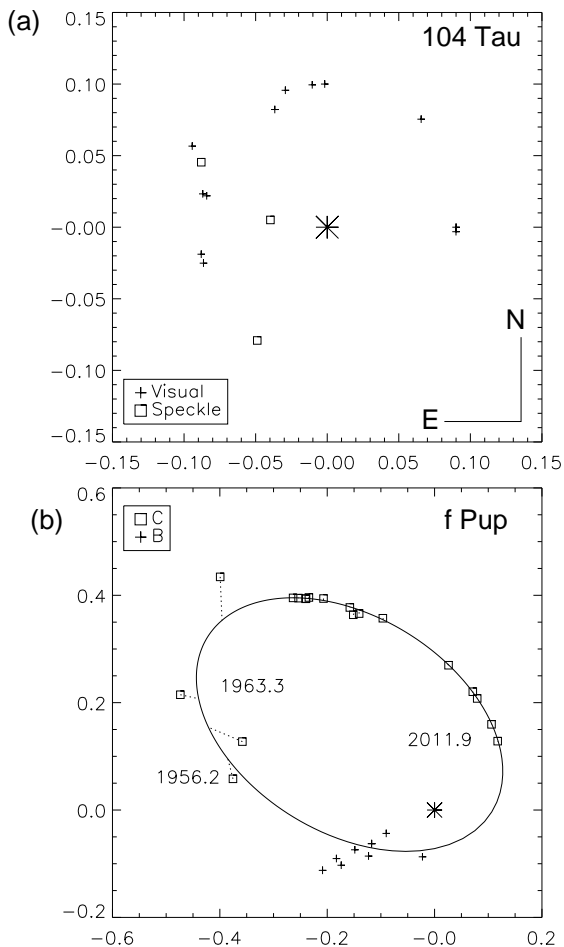 (a)
104 Tau
0.15
0.10
0.05
−0.00
−0.05
−0.10
−0.15
N
E
+ Visual
□ Speckle
−0.15 −0.10 −0.05 −0.00 0.05 0.10 0.15
(b)
f Pup
0.6
0.4
0.2
0.0
−0.2
□ C
+ B
1963.3
2011.9
1956.2
−0.6 −0.4 −0.2 −0.0 0.2